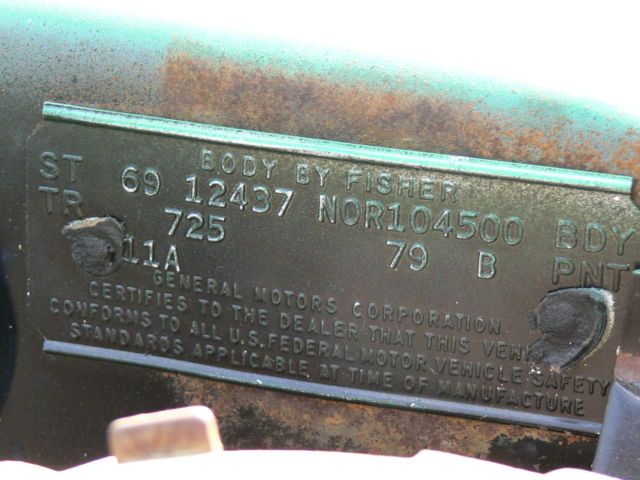 BODY BY FISHER
ST 69 12437 NOR104500 BDY
TR 725 79 B PNT
11A
GENERAL MOTORS CORPORATION
CERTIFIES TO THE DEALER THAT THIS VEHI
CONFORMS TO ALL U.S. FEDERAL MOTOR VEHICLE SAFETY
STANDARDS APPLICABLE AT TIME OF MANUFACTURE